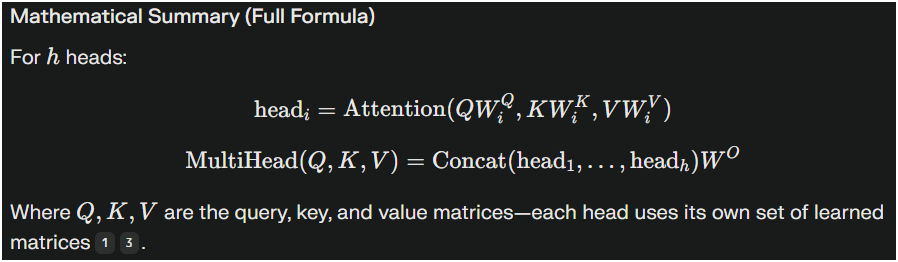 Mathematical Summary (Full Formula)
For h heads:
headᵢ = Attention(QWᵢ^Q, KWᵢ^K, VWᵢ^V)
MultiHead(Q, K, V) = Concat(head₁, . . . , headₕ)W^O
Where Q, K, V are the query, key, and value matrices—each head uses its own set of learned
matrices 1 3 .